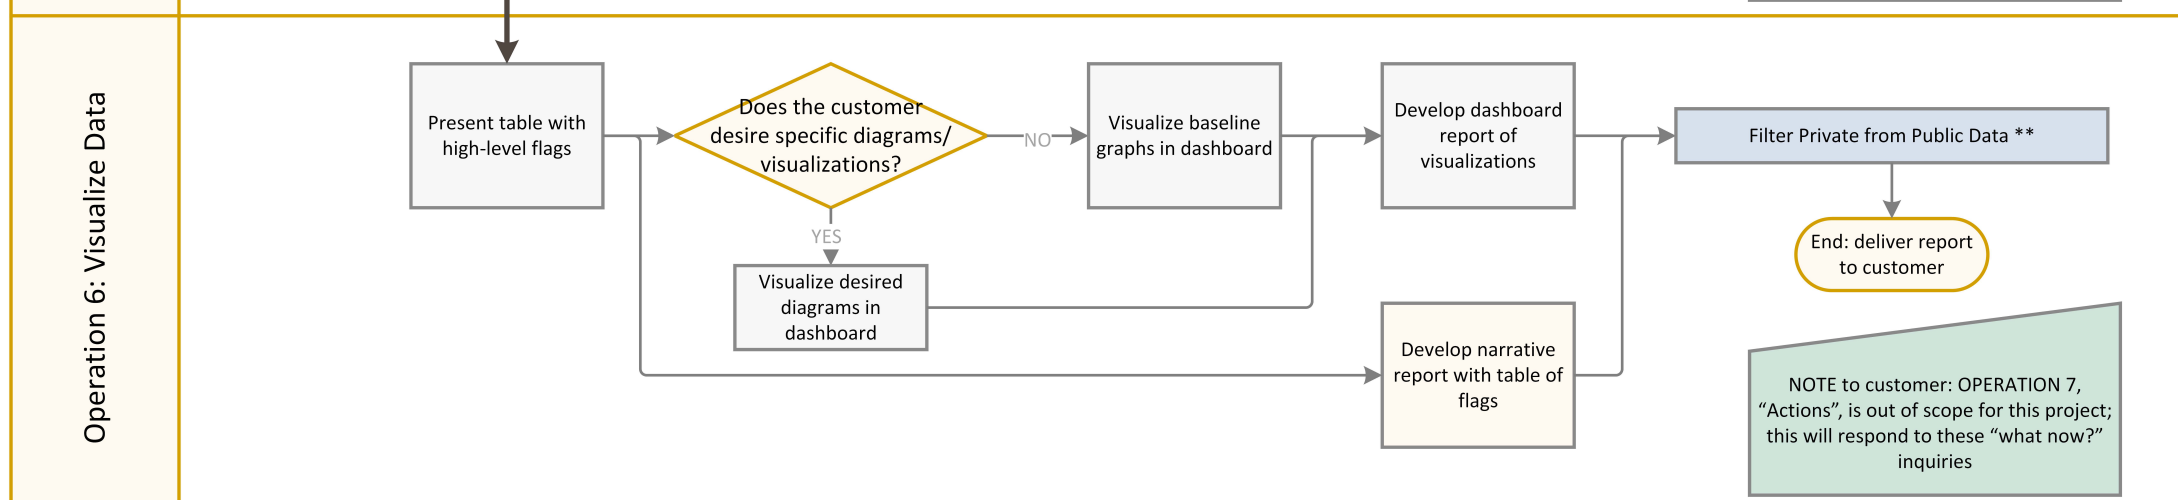 Operation 6: Visualize Data
Present table with
high-level flags
Does the customer
desire specific diagrams/
visualizations?
NO
YES
Visualize baseline
graphs in dashboard
Visualize desired
diagrams in
dashboard
Develop dashboard
report of
visualizations
Develop narrative
report with table of
flags
Filter Private from Public Data **
End: deliver report
to customer
NOTE to customer: OPERATION 7,
“Actions”, is out of scope for this project;
this will respond to these “what now?”
inquiries